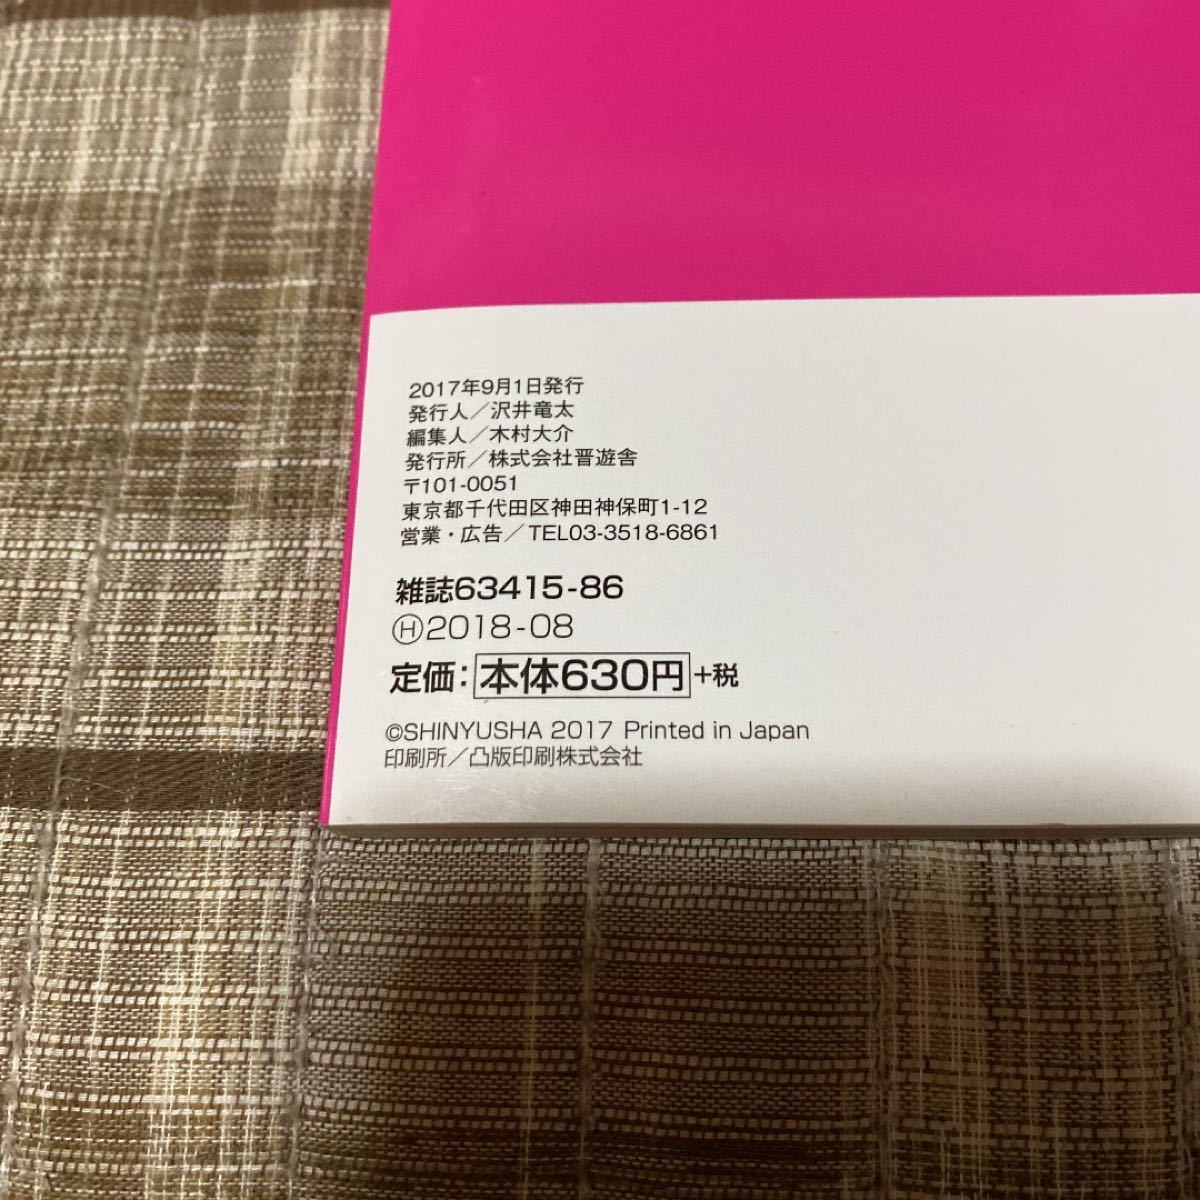 2017年9月1日発行
発行人／沢井竜太
編集人／木村大介
発行所／株式会社晋遊舎
〒101-0051
東京都千代田区神田神保町1-12
営業・広告／TEL03-3518-6861
雑誌63415-86
Ⓗ2018-08
定価：本体630円+税
©SHINYUSHA 2017 Printed in Japan
印刷所／凸版印刷株式会社